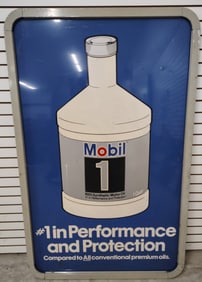 Mobil
1
#1 in Performance
and Protection
Compared to All conventional premium oils.